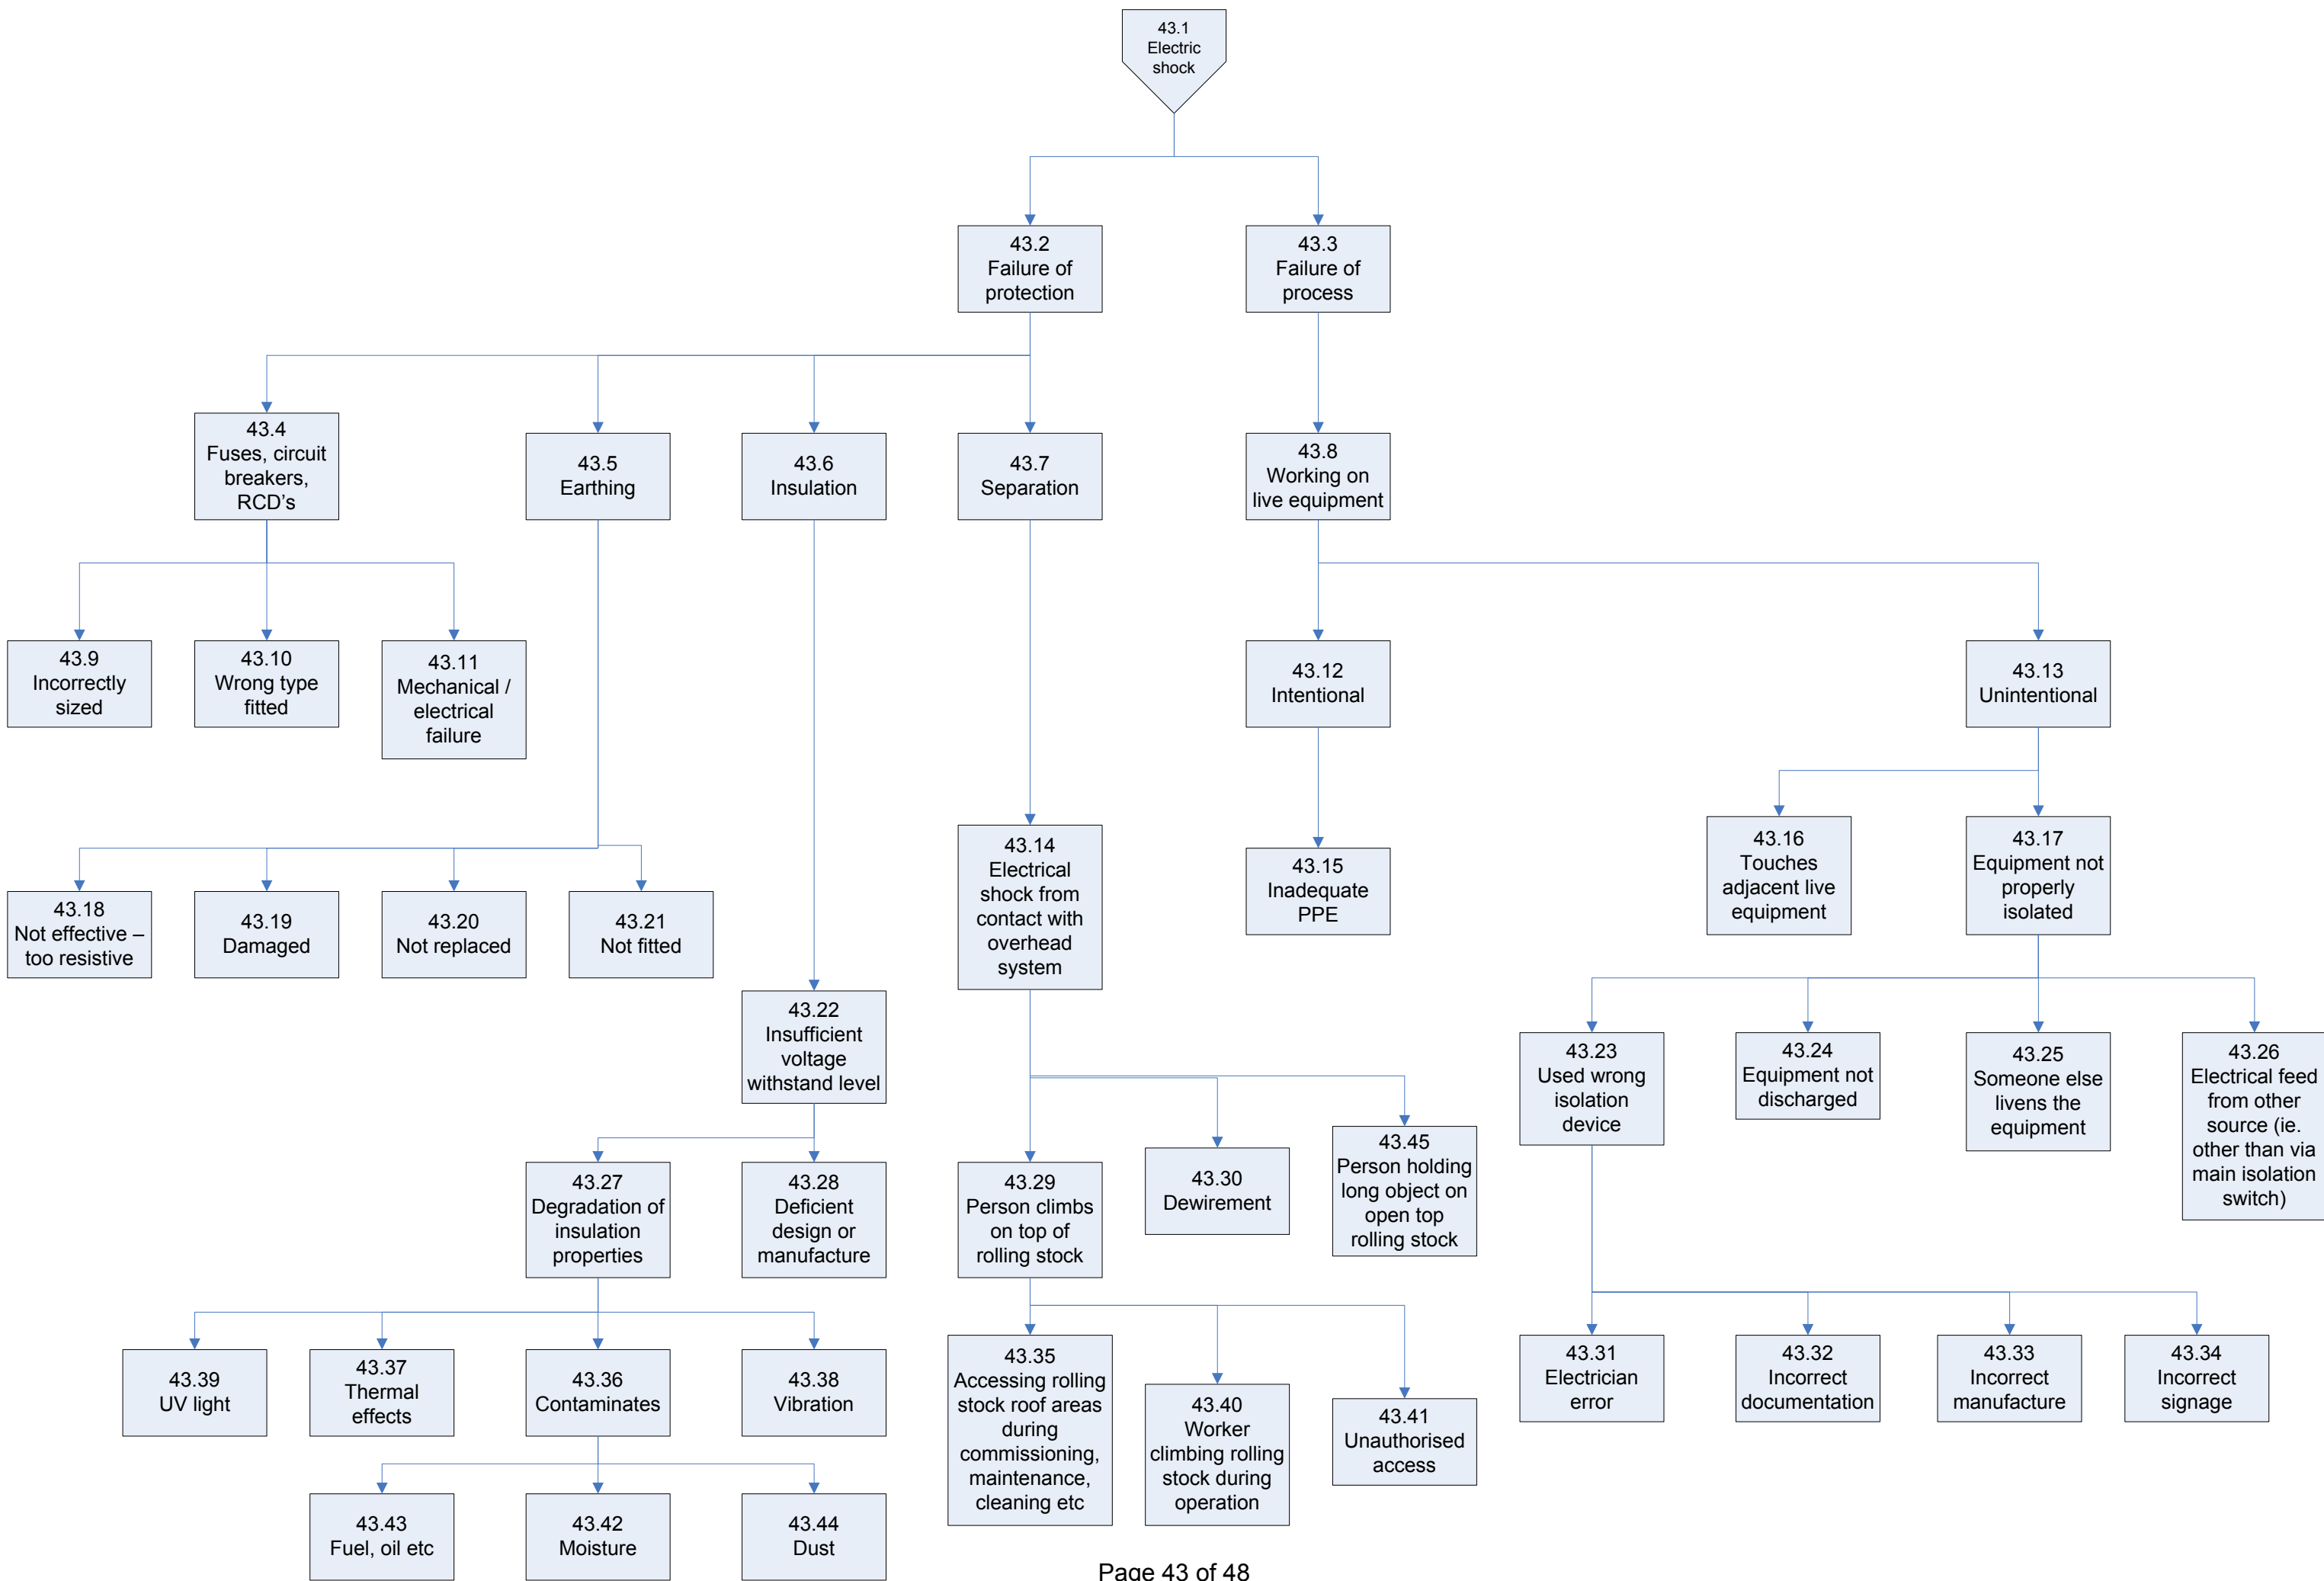 43.1
Electric
shock
43.2
Failure of
protection
43.3
Failure of
process
43.4
Fuses, circuit
breakers,
RCD’s
43.5
Earthing
43.6
Insulation
43.7
Separation
43.8
Working on
live equipment
43.9
Incorrectly
sized
43.10
Wrong type
fitted
43.11
Mechanical /
electrical
failure
43.12
Intentional
43.13
Unintentional
43.14
Electrical
shock from
contact with
overhead
system
43.15
Inadequate
PPE
43.16
Touches
adjacent live
equipment
43.17
Equipment not
properly
isolated
43.18
Not effective –
too resistive
43.19
Damaged
43.20
Not replaced
43.21
Not fitted
43.22
Insufficient
voltage
withstand level
43.23
Used wrong
isolation
device
43.24
Equipment not
discharged
43.25
Someone else
livens the
equipment
43.26
Electrical feed
from other
source (ie.
other than via
main isolation
switch)
43.27
Degradation of
insulation
properties
43.28
Deficient
design or
manufacture
43.29
Person climbs
on top of
rolling stock
43.30
Dewirement
43.45
Person holding
long object on
open top
rolling stock
43.39
UV light
43.37
Thermal
effects
43.36
Contaminates
43.38
Vibration
43.35
Accessing rolling
stock roof areas
during
commissioning,
maintenance,
cleaning etc
43.40
Worker
climbing rolling
stock during
operation
43.41
Unauthorised
access
43.31
Electrician
error
43.32
Incorrect
documentation
43.33
Incorrect
manufacture
43.34
Incorrect
signage
43.43
Fuel, oil etc
43.42
Moisture
43.44
Dust
Page 43 of 48